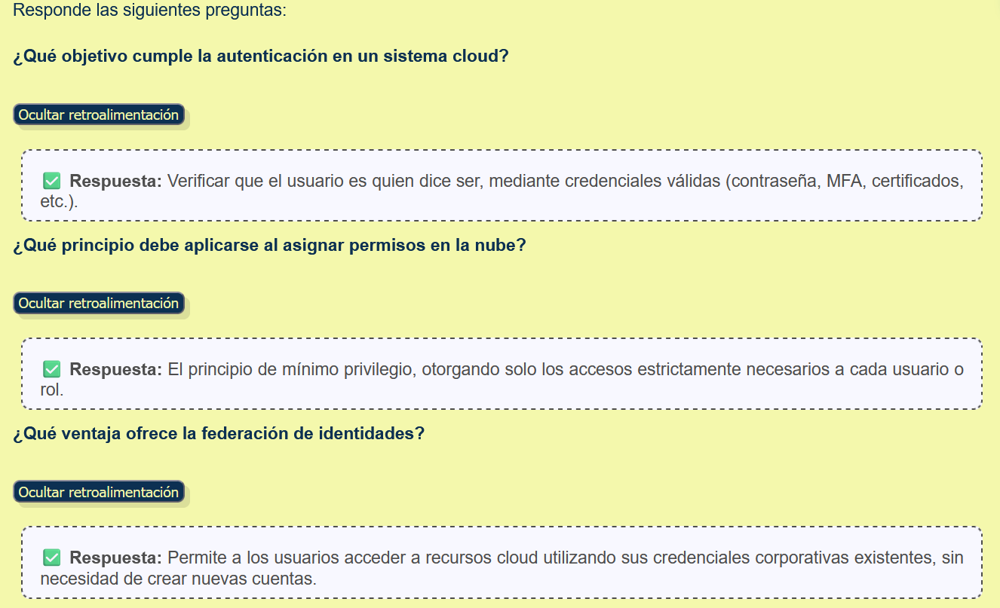 Responde las siguientes preguntas:
¿Qué objetivo cumple la autenticación en un sistema cloud?
Ocultar retroalimentación
✅ Respuesta: Verificar que el usuario es quien dice ser, mediante credenciales válidas (contraseña, MFA, certificados,
etc.).
¿Qué principio debe aplicarse al asignar permisos en la nube?
Ocultar retroalimentación
✅ Respuesta: El principio de mínimo privilegio, otorgando solo los accesos estrictamente necesarios a cada usuario o
rol.
¿Qué ventaja ofrece la federación de identidades?
Ocultar retroalimentación
✅ Respuesta: Permite a los usuarios acceder a recursos cloud utilizando sus credenciales corporativas existentes, sin
necesidad de crear nuevas cuentas.